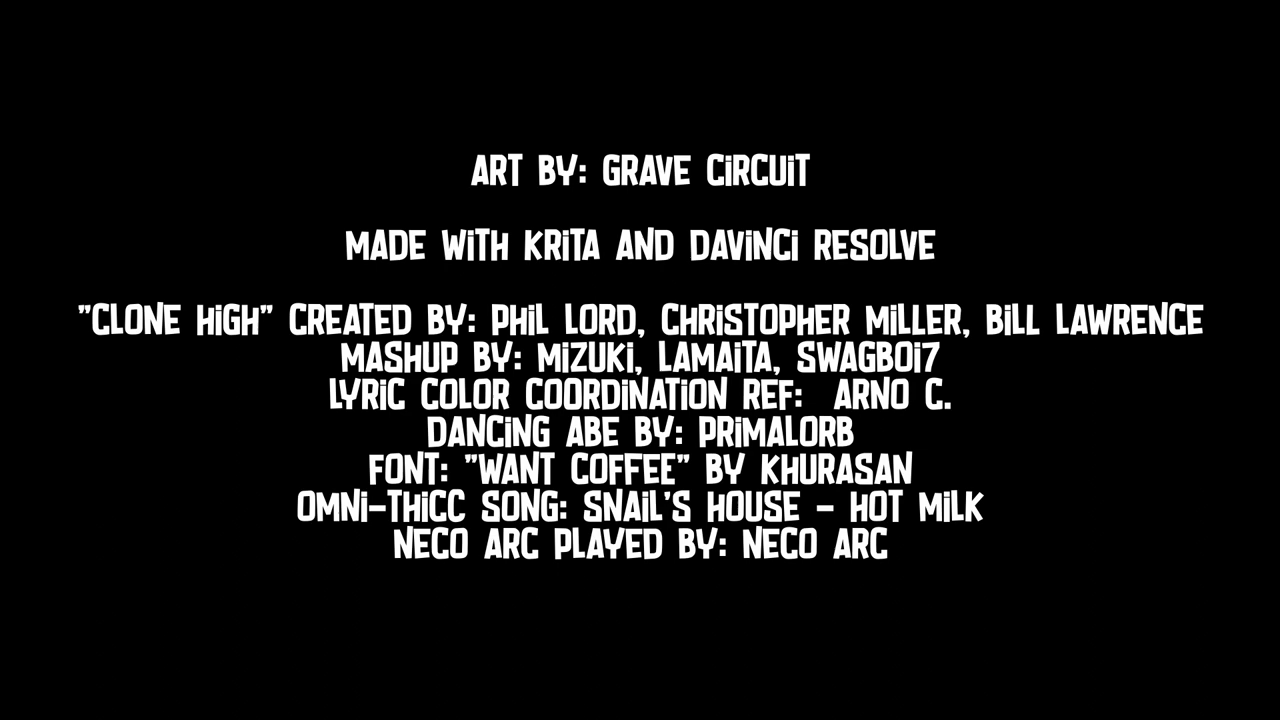 ART BY: GRAVE CiRCUiT
MADE WiTH KRiTA AND DAViNCi RESOLVE
"CLONE HiGH" CREATED BY: PHiL LORD, CHRiSTOPHER MiLLER, BiLL LAWRENCE
MASHUP BY: MiZUKi, LAMAiTA, SWAGBOi7
LYRiC COLOR COORDiNATiON REF: ARNO C.
DANCiNG ABE BY: PRiMALORB
FONT: "WANT COFFEE" BY KHURASAN
OMNi-THiCC SONG: SNAiL'S HOUSE - HOT MiLK
NECO ARC PLAYED BY: NECO ARC